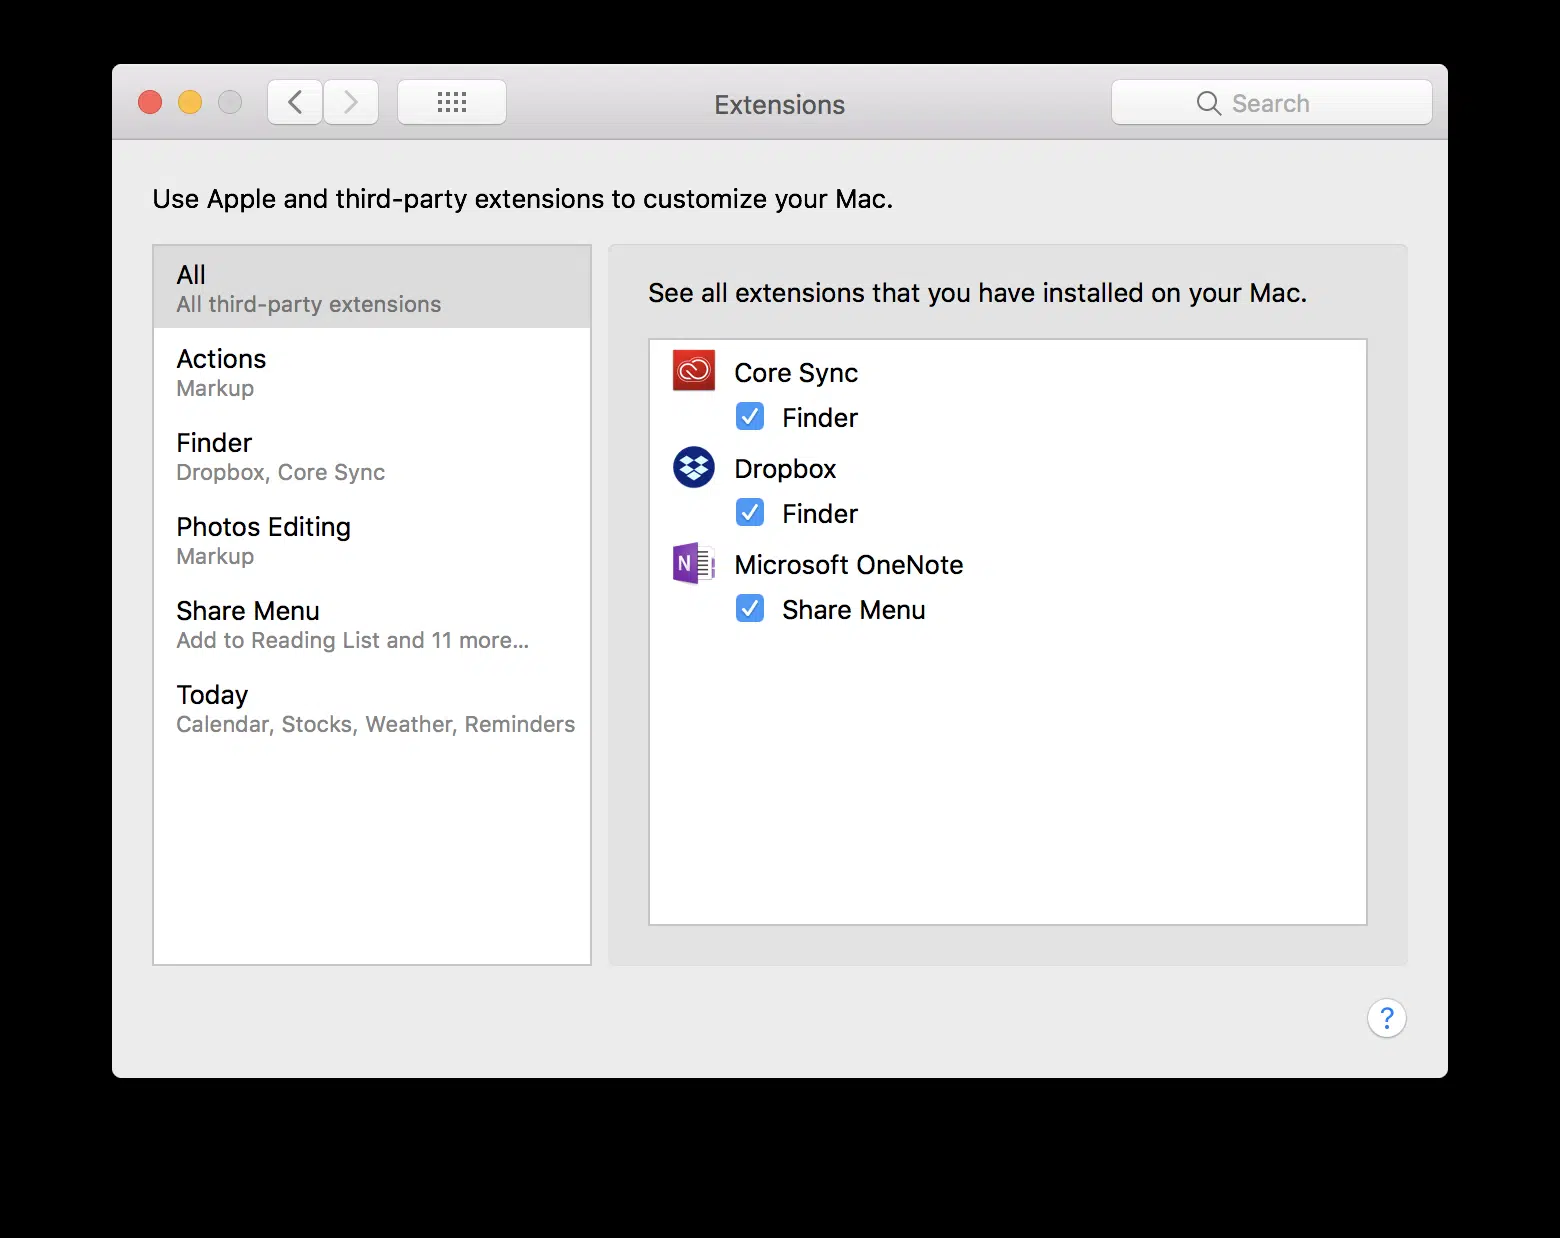 Extensions
Search
Use Apple and third-party extensions to customize your Mac.
All
All third-party extensions
Actions
Markup
Finder
Dropbox, Core Sync
Photos Editing
Markup
Share Menu
Add to Reading List and 11 more...
Today
Calendar, Stocks, Weather, Reminders
See all extensions that you have installed on your Mac.
Core Sync
Finder
Dropbox
Finder
N
Microsoft OneNote
Share Menu
?